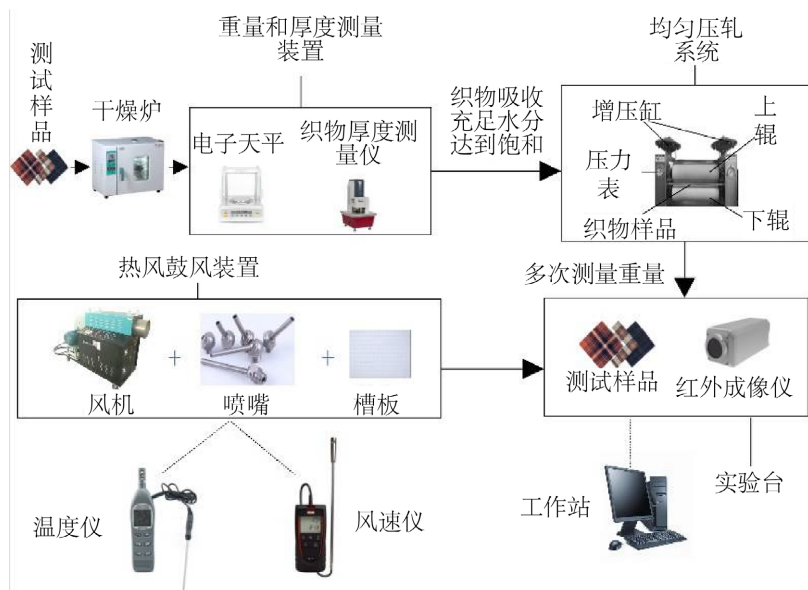 测
试
样
品
干燥炉
重量和厚度测量
装置
电子天平
织物厚度测
量仪
织物吸收
充足水分
达到饱和
均匀压轧
系统
增压缸
上
辊
压力
表
织物样品
下辊
热风鼓风装置
多次测量重量
风机
+
喷嘴
+
槽板
测试样品
红外成像仪
温度仪
风速仪
工作站
实验台